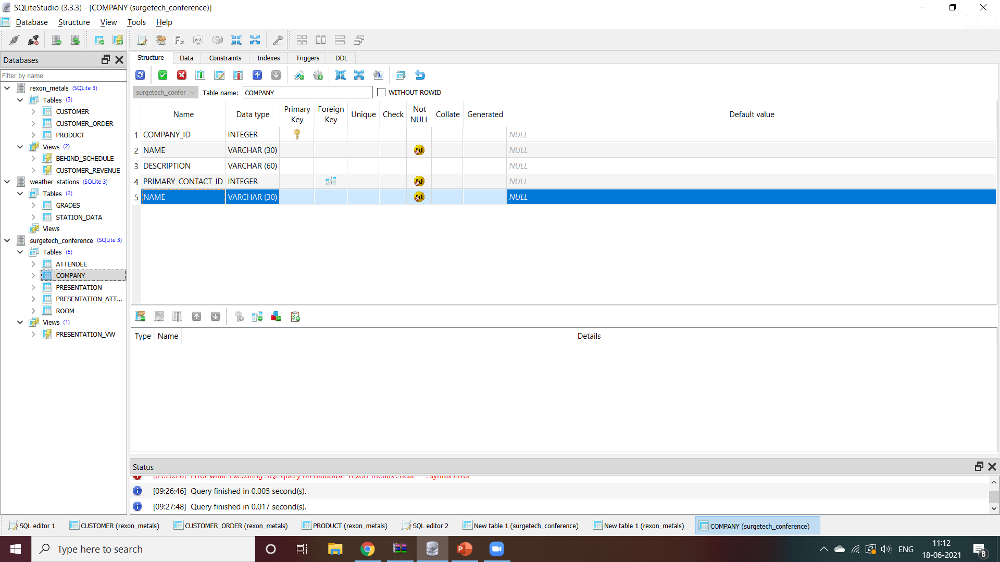 SQLiteStudio (3.3.3) - [COMPANY (surgetech_conference)]
Database Structure View Tools Help
Databases
Filter by name
rexon_metals (SQLite 3)
Tables (3)
CUSTOMER
CUSTOMER_ORDER
PRODUCT
Views (2)
BEHIND_SCHEDULE
CUSTOMER_REVENUE
weather_stations (SQLite 3)
Tables (2)
GRADES
STATION_DATA
Views
surgetech_conference (SQLite 3)
Tables (5)
ATTENDEE
COMPANY
PRESENTATION
PRESENTATION_ATT...
ROOM
Views (1)
PRESENTATION_VW
Structure Data Constraints Indexes Triggers DDL
surgetech_confer Table name: COMPANY WITHOUT ROWID
Name Data type Primary Key Foreign Key Unique Check Not NULL Collate Generated Default value
1 COMPANY_ID INTEGER NULL
2 NAME VARCHAR (30) NULL
3 DESCRIPTION VARCHAR (60) NULL
4 PRIMARY_CONTACT_ID INTEGER NULL
5 NAME VARCHAR (30) NULL
Type Name Details
Status
[09:26:28] Error while executing SQL query on database 'rexon_metals': near : syntax error
[09:26:46] Query finished in 0.005 second(s).
[09:27:48] Query finished in 0.017 second(s).
SQL editor 1 CUSTOMER (rexon_metals) CUSTOMER_ORDER (rexon_metals) PRODUCT (rexon_metals) SQL editor 2 New table 1 (surgetech_conference) New table 1 (rexon_metals) COMPANY (surgetech_conference)
Type here to search
ENG
11:12
18-06-2021
8